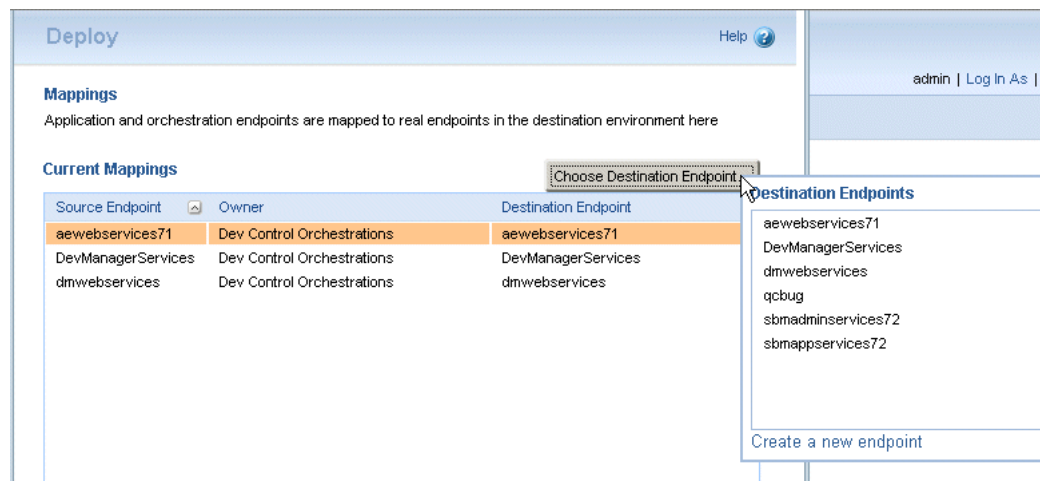 Deploy
Help
admin | Log In As |
Mappings
Application and orchestration endpoints are mapped to real endpoints in the destination environment here
Current Mappings
Choose Destination Endpoint...
Source Endpoint Owner Destination Endpoint
aewebservices71 Dev Control Orchestrations aewebservices71
DevManagerServices Dev Control Orchestrations DevManagerServices
dmwebservices Dev Control Orchestrations dmwebservices
Destination Endpoints
aewebservices71
DevManagerServices
dmwebservices
qcbug
sbmadminservices72
sbmappservices72
Create a new endpoint